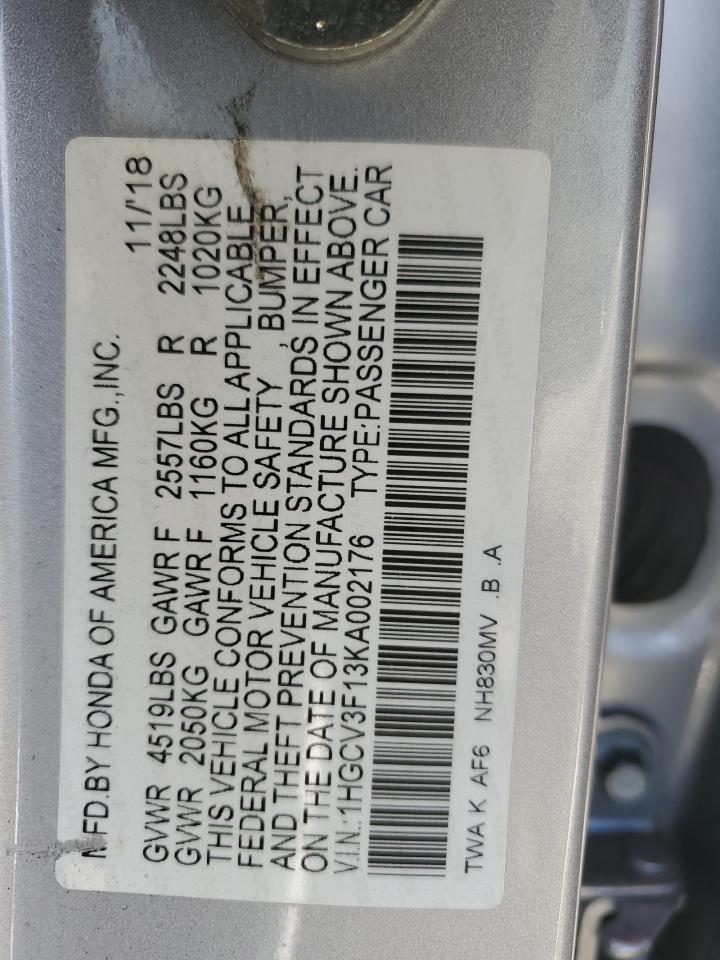 MFD.BY HONDA OF AMERICA MFG.,INC. 11/'18
GVWR 4519LBS GAWR F 2557LBS R 2248LBS
GVWR 2050KG GAWR F 1160KG R 1020KG
THIS VEHICLE CONFORMS TO ALL APPLICABLE
FEDERAL MOTOR VEHICLE SAFETY , BUMPER,
AND THEFT PREVENTION STANDARDS IN EFFECT
ON THE DATE OF MANUFACTURE SHOWN ABOVE.
V.I.N.:1HGCV3F13KA002176 TYPE:PASSENGER CAR
TWA K AF6 NH830MV .B .A